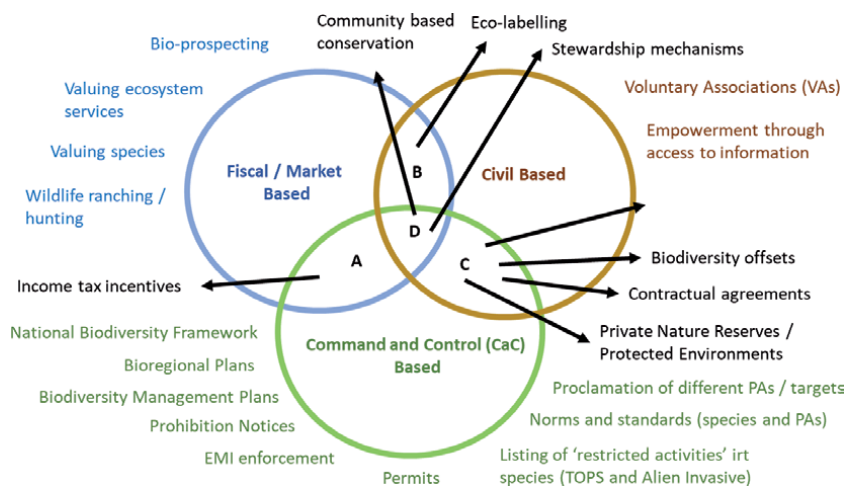 Community based
conservation
Eco-labelling
Bio-prospecting
Stewardship mechanisms
Valuing ecosystem
services
Voluntary Associations (VAs)
Empowerment through
access to information
Valuing species
Fiscal / Market
Based
B
Civil Based
Wildlife ranching /
hunting
D
A
C
Biodiversity offsets
Income tax incentives
Contractual agreements
National Biodiversity Framework
Private Nature Reserves /
Protected Environments
Command and Control (CaC)
Based
Bioregional Plans
Biodiversity Management Plans
Proclamation of different PAs / targets
Prohibition Notices
Norms and standards (species and PAs)
EMI enforcement
Listing of ‘restricted activities’ irt
species (TOPS and Alien Invasive)
Permits